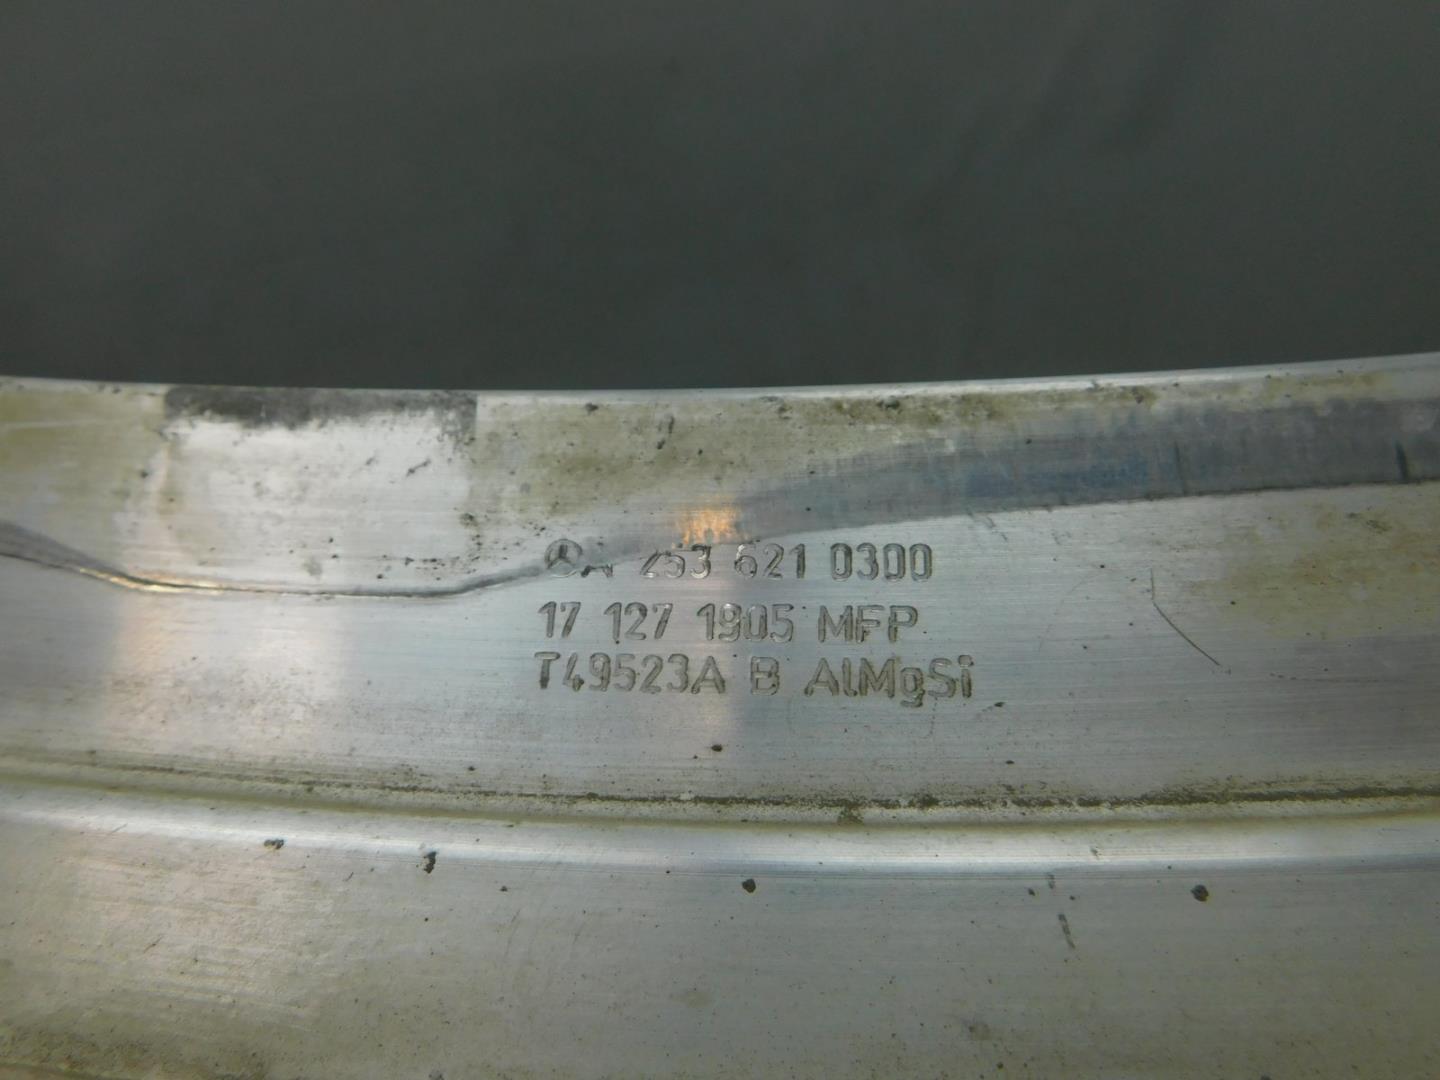 A 253 621 0300
17 127 1905 MFP
T49523A B AlMgSi